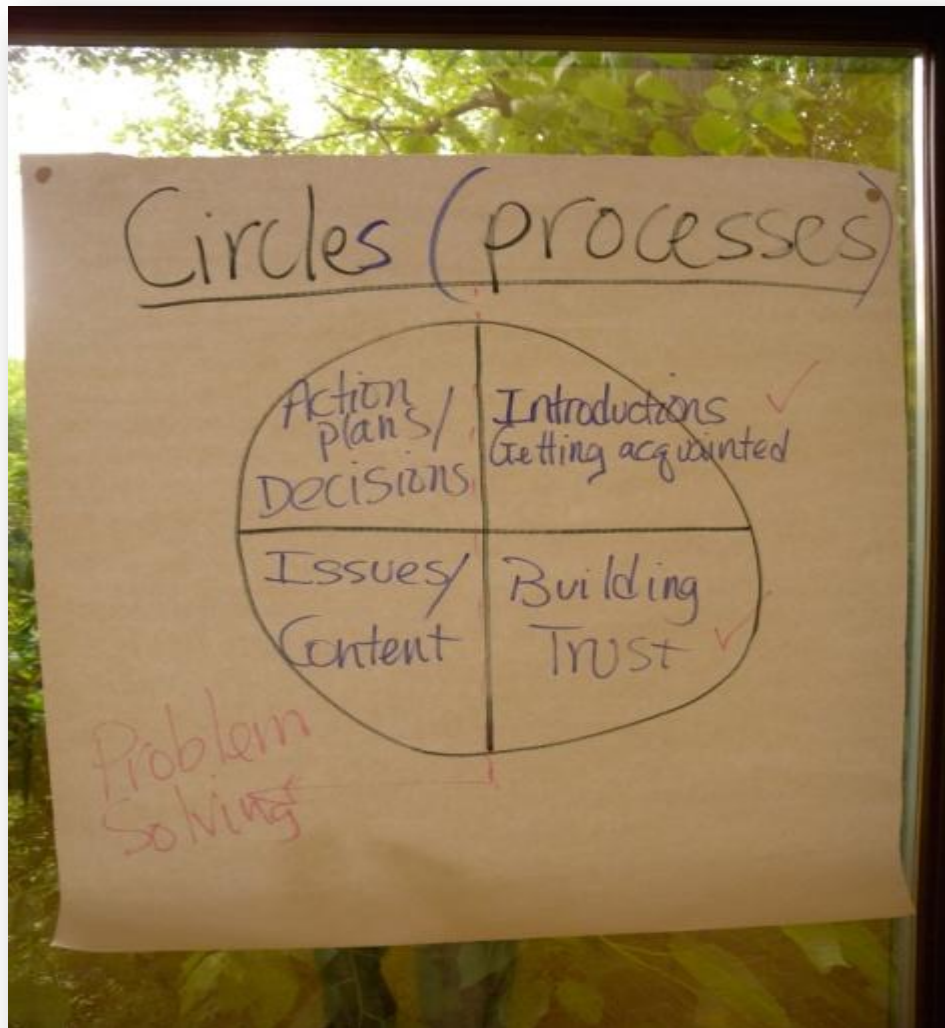 Circles (processes)
Action
plans/
Decisions
Introductions
Getting acquainted
Issues/
Content
Building
Trust
Problem
Solving